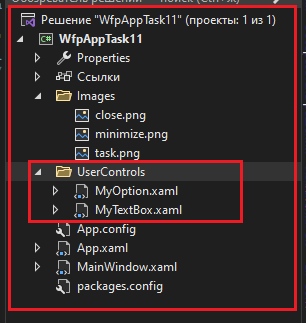 Решение "WfpAppTask11" (проекты: 1 из 1)
C# WfpAppTask11
Properties
Ссылки
Images
close.png
minimize.png
task.png
UserControls
MyOption.xaml
MyTextBox.xaml
App.config
App.xaml
MainWindow.xaml
packages.config